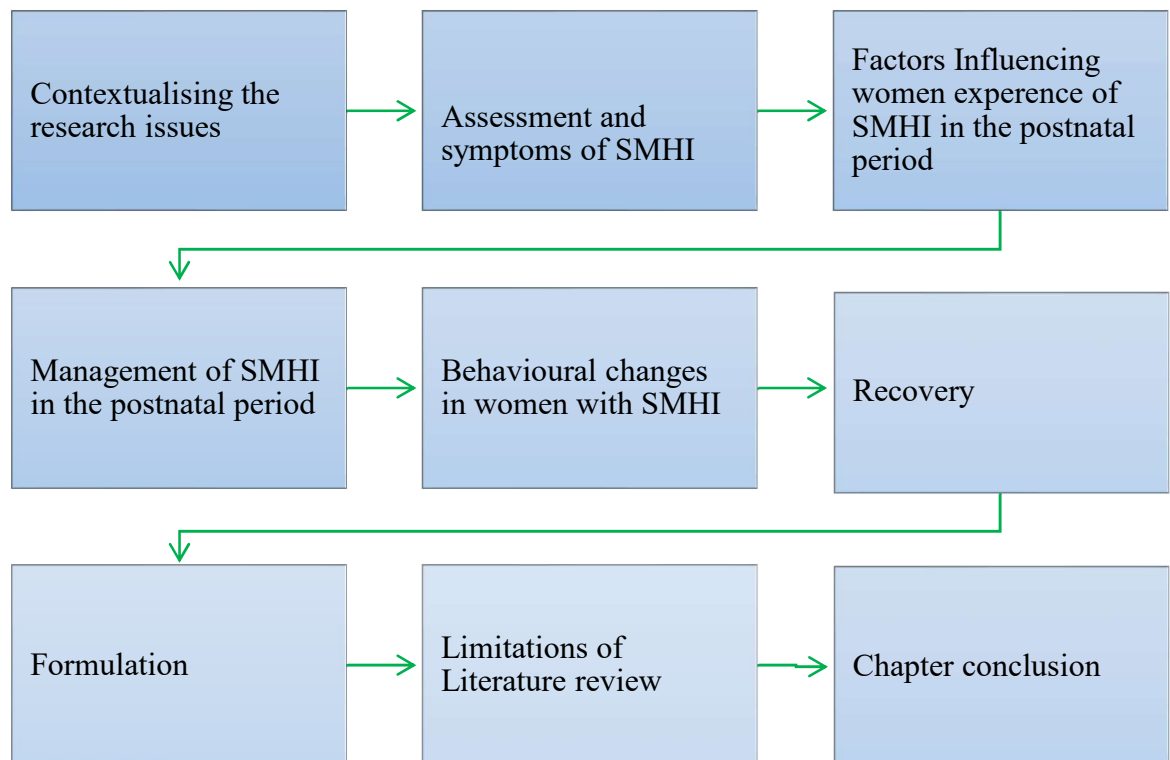 Contextualising the
research issues
Assessment and
symptoms of SMHI
Factors Influencing
women experence of
SMHI in the postnatal
period
Management of SMHI
in the postnatal period
Behavioural changes
in women with SMHI
Recovery
Formulation
Limitations of
Literature review
Chapter conclusion